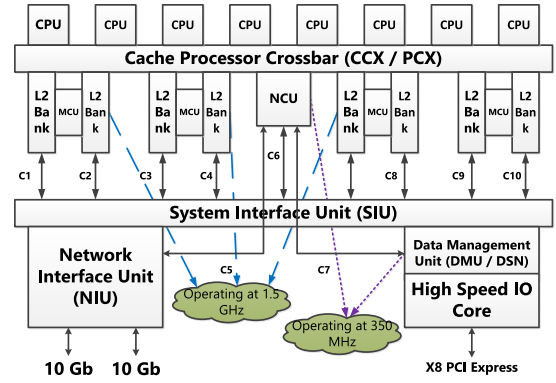 CPU CPU CPU CPU CPU CPU CPU CPU
Cache Processor Crossbar (CCX / PCX)
L2
Ba
nk
MCU
L2
Ban
k
L2
Ba
nk
MCU
L2
Ban
k
NCU
L2
Ba
nk
MCU
L2
Ban
k
L2
Ba
nk
MCU
L2
Ban
k
C1 C2 C3 C4 C6 C8 C9 C10
System Interface Unit (SIU)
Network
Interface Unit
(NIU)
C5
C7
Data Management
Unit (DMU / DSN)
High Speed IO
Core
Operating at 1.5
GHz
Operating at 350
MHz
10 Gb 10 Gb
X8 PCI Express